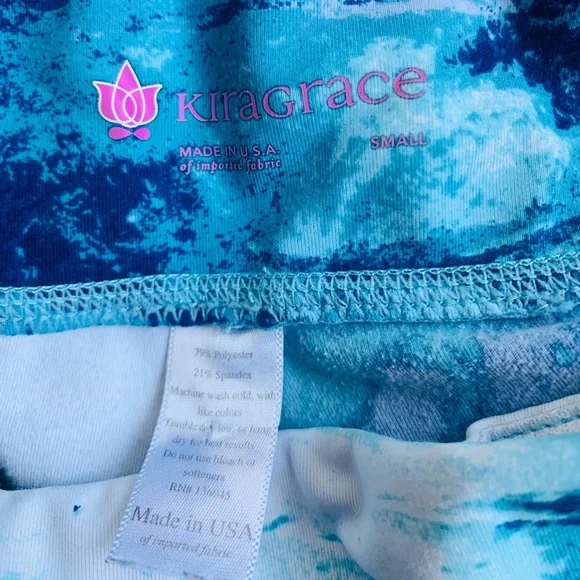 KIRAGRACE
MADE IN U.S.A. SMALL
of imported fabric
79% Polyester
21% Spandex
Machine wash cold, with
like colors
Tumble dry low, or hang
dry for best results
Do not use bleach or
softeners
RN#
Made in USA
of imported fabric